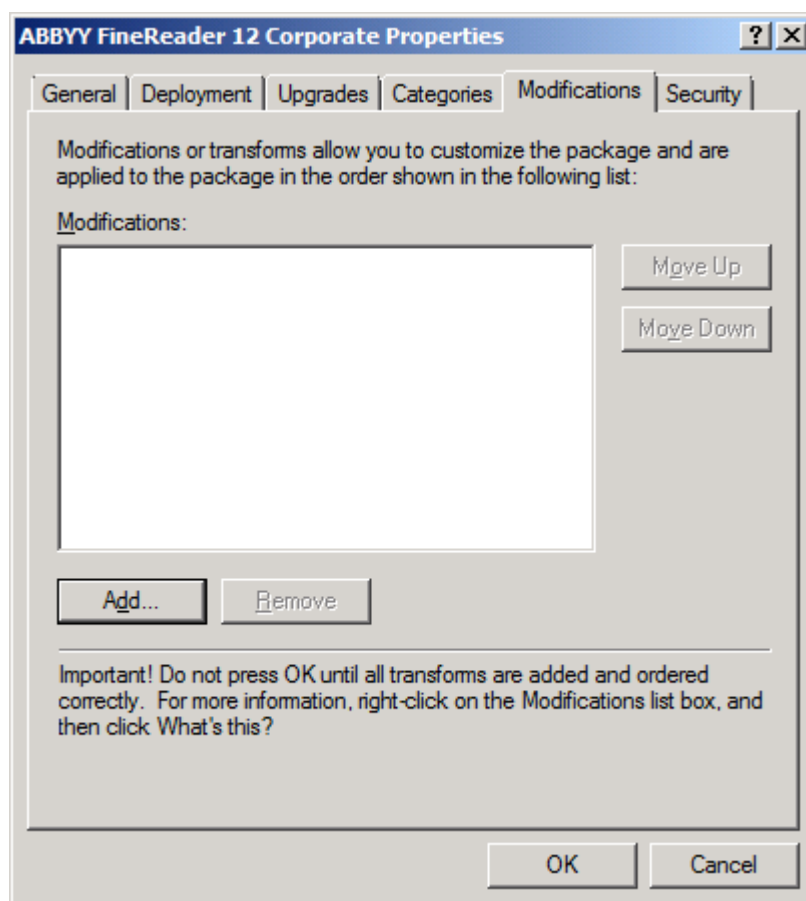 ABBYY FineReader 12 Corporate Properties
General Deployment Upgrades Categories Modifications Security
Modifications or transforms allow you to customize the package and are
applied to the package in the order shown in the following list:
Modifications:
Move Up
Move Down
Add... Remove
Important! Do not press OK until all transforms are added and ordered
correctly. For more information, right-click on the Modifications list box, and
then click What's this?
OK Cancel